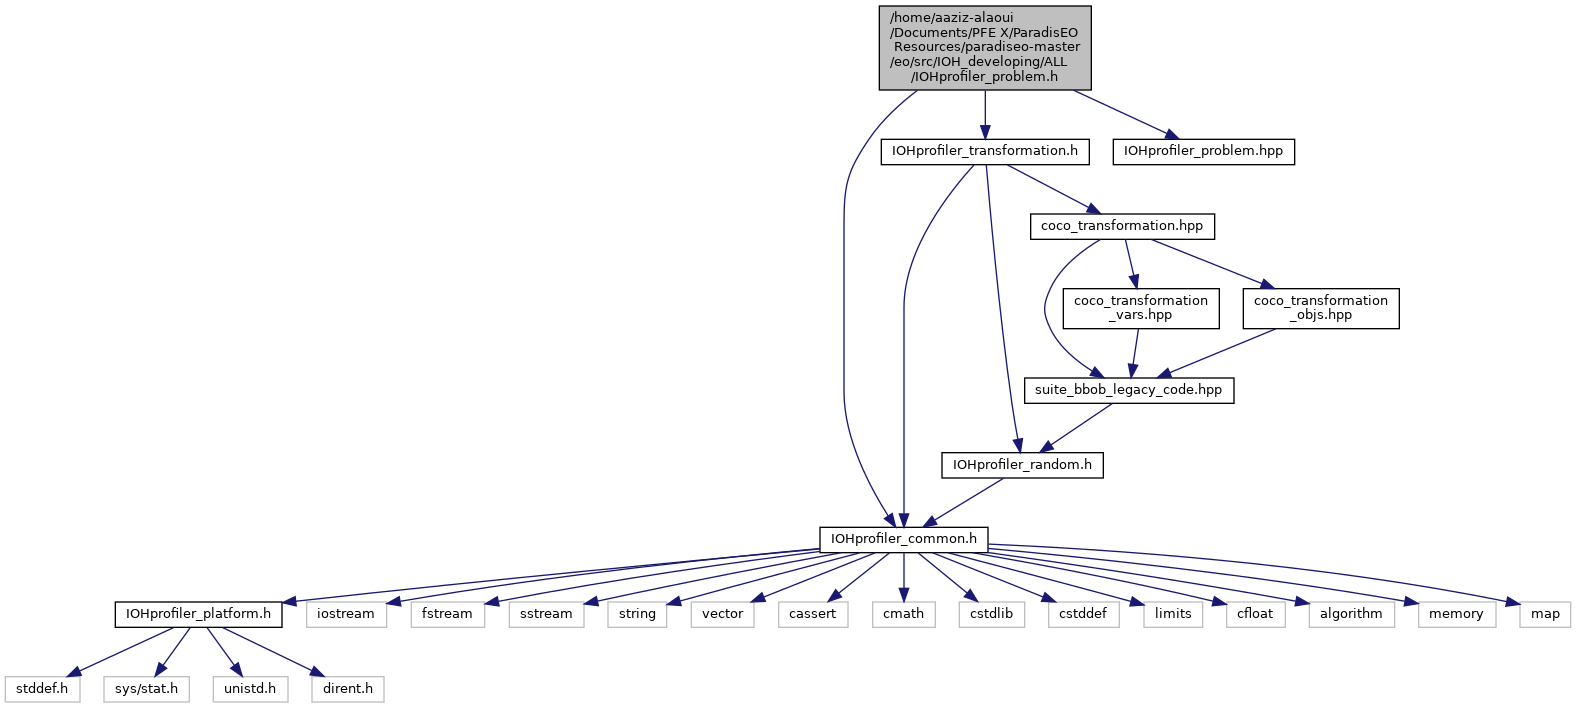 /home/aaziz-alaoui
/Documents/PFE X/ParadisEO
Resources/paradiseo-master
/eo/src/IOH_developing/ALL
/IOHprofiler_problem.h
IOHprofiler_transformation.h
IOHprofiler_problem.hpp
coco_transformation.hpp
coco_transformation
_vars.hpp
coco_transformation
_objs.hpp
suite_bbob_legacy_code.hpp
IOHprofiler_random.h
IOHprofiler_common.h
IOHprofiler_platform.h
iostream
fstream
sstream
string
vector
cassert
cmath
cstdlib
cstddef
limits
cfloat
algorithm
memory
map
stddef.h
sys/stat.h
unistd.h
dirent.h